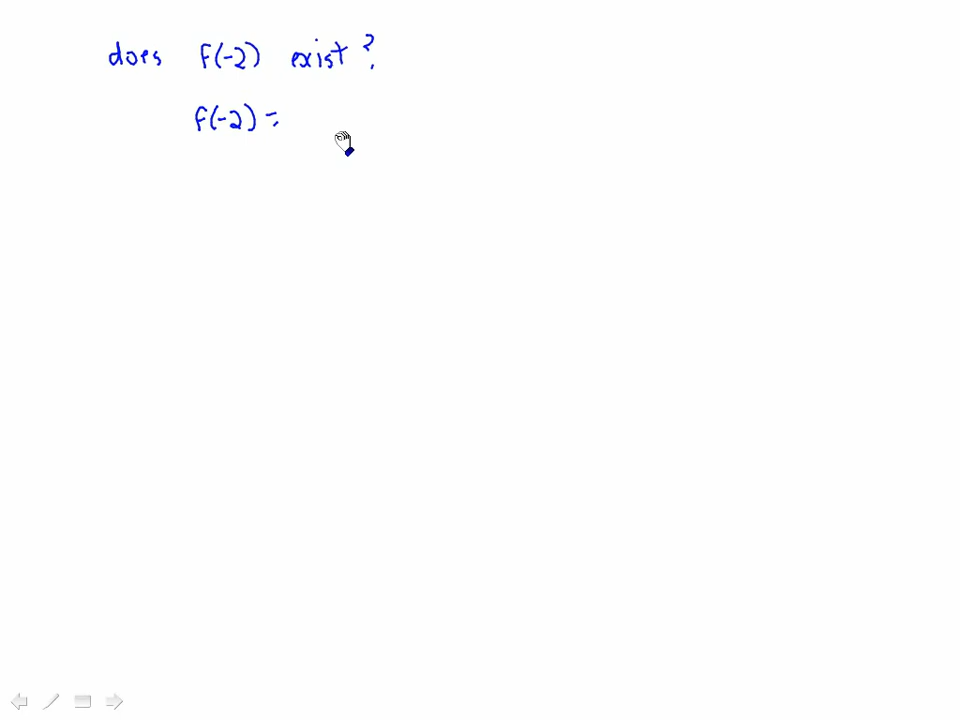 does f(-2) exist?
f(-2) =